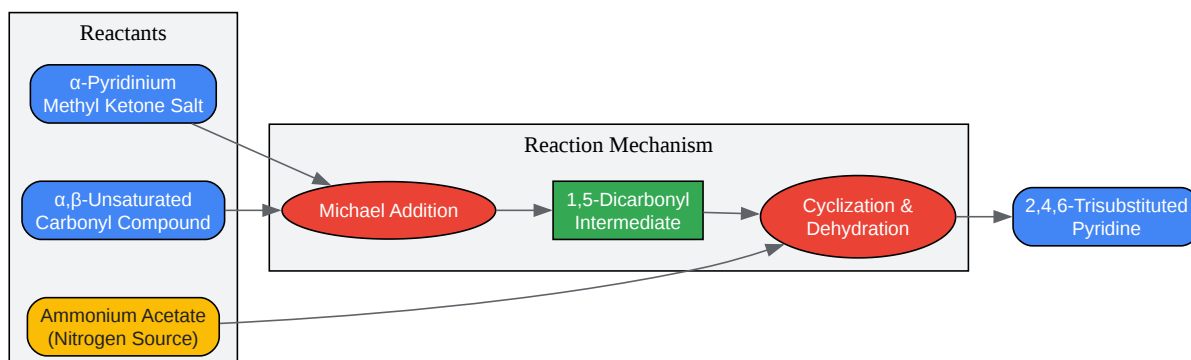 Reactants
α-Pyridinium
Methyl Ketone Salt
α,β-Unsaturated
Carbonyl Compound
Ammonium Acetate
(Nitrogen Source)
Reaction Mechanism
Michael Addition
1,5-Dicarbonyl
Intermediate
Cyclization &
Dehydration
2,4,6-Trisubstituted
Pyridine